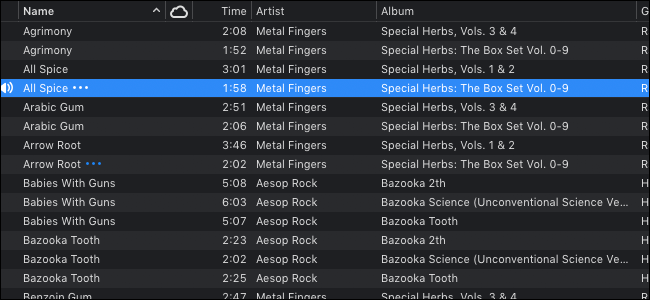 Name Time Artist Album G
Agrimony 2:08 Metal Fingers Special Herbs, Vols. 3 & 4 R
Agrimony 1:52 Metal Fingers Special Herbs: The Box Set Vol. 0-9 R
All Spice 3:01 Metal Fingers Special Herbs, Vols. 1 & 2 R
All Spice ••• 1:58 Metal Fingers Special Herbs: The Box Set Vol. 0-9 R
Arabic Gum 2:51 Metal Fingers Special Herbs, Vols. 3 & 4 R
Arabic Gum 2:06 Metal Fingers Special Herbs: The Box Set Vol. 0-9 R
Arrow Root 3:46 Metal Fingers Special Herbs, Vols. 1 & 2 R
Arrow Root ••• 2:02 Metal Fingers Special Herbs: The Box Set Vol. 0-9 R
Babies With Guns 5:08 Aesop Rock Bazooka 2th H
Babies With Guns 6:03 Aesop Rock Bazooka Science (Unconventional Science Ve... H
Babies With Guns 5:07 Aesop Rock Bazooka Tooth H
Bazooka Tooth 2:23 Aesop Rock Bazooka 2th H
Bazooka Tooth 2:02 Aesop Rock Bazooka Science (Unconventional Science Ve... H
Bazooka Tooth 2:25 Aesop Rock Bazooka Tooth H
Benzoin Gum 2:47 Metal Fingers Special Herbs, Vols. 3 & 4 R